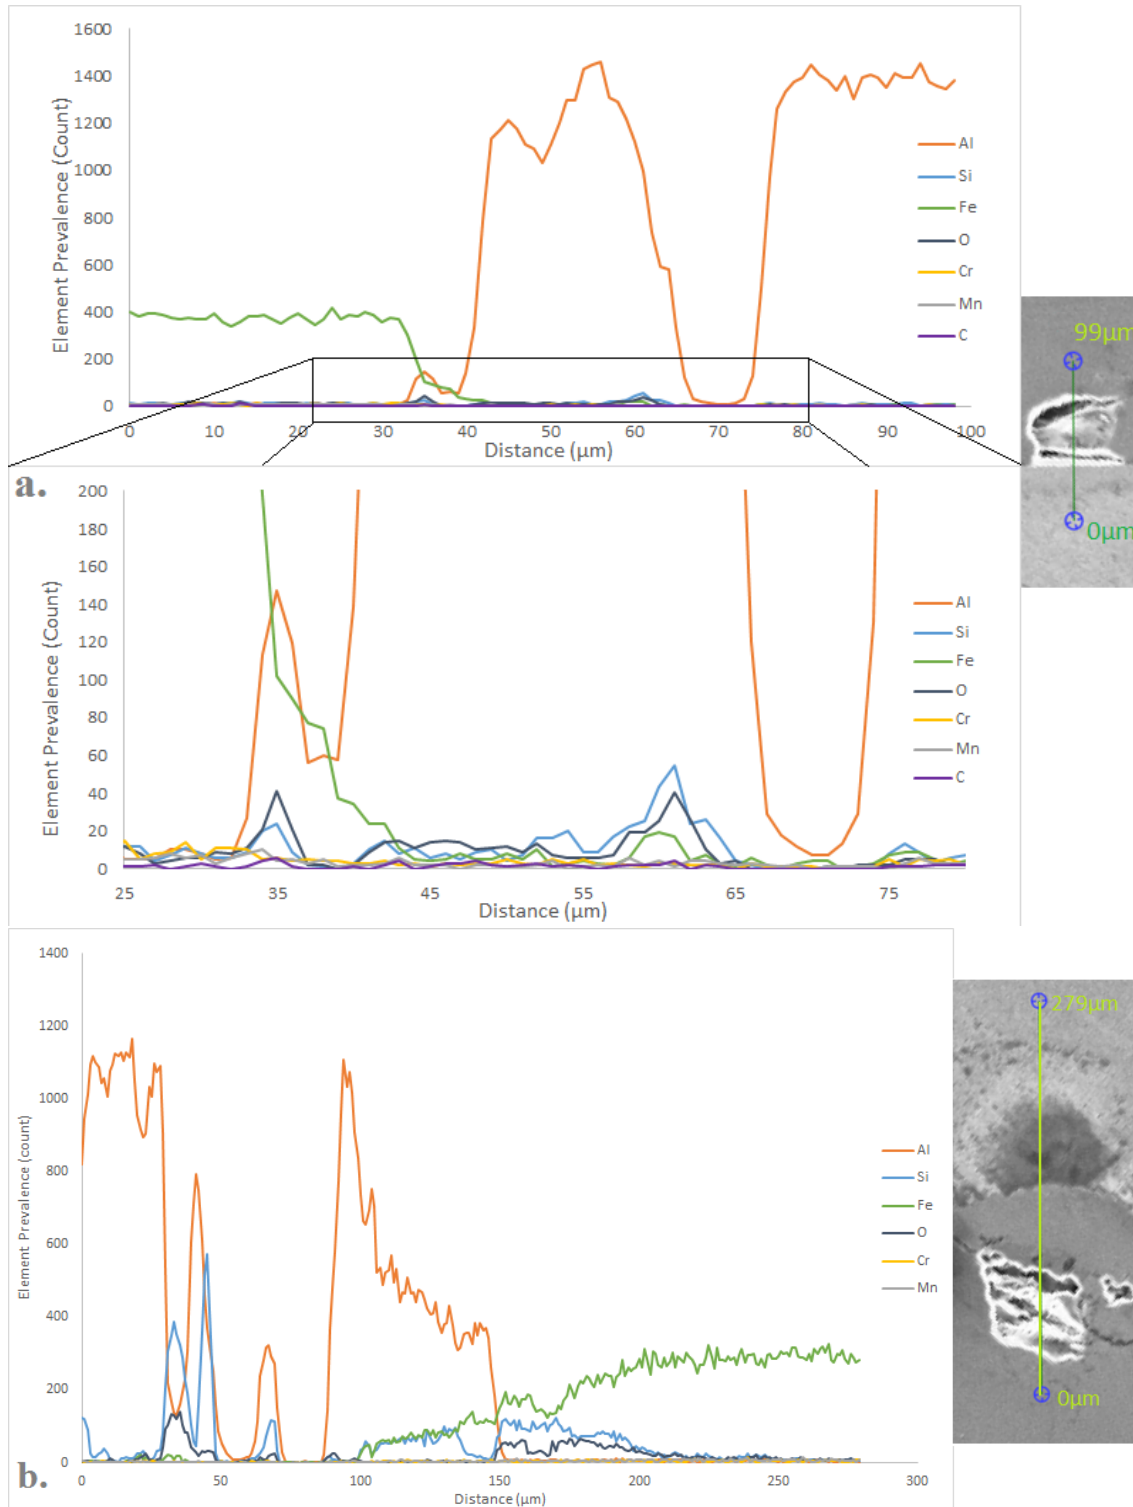 1600
1400
1200
1000
800
600
400
200
0
Element Prevalence (Count)
0 10 20 30 40 50 60 70 80 90 100
Distance (µm)
Al
Si
Fe
O
Cr
Mn
C
99µm
0µm
a.
200
180
160
140
120
100
80
60
40
20
0
Element Prevalence (Count)
25 35 45 55 65 75
Distance (µm)
Al
Si
Fe
O
Cr
Mn
C
1400
1200
1000
800
600
400
200
0
Element Prevalence (count)
0 50 100 150 200 250 300
Distance (µm)
Al
Si
Fe
O
Cr
Mn
279µm
0µm
b.